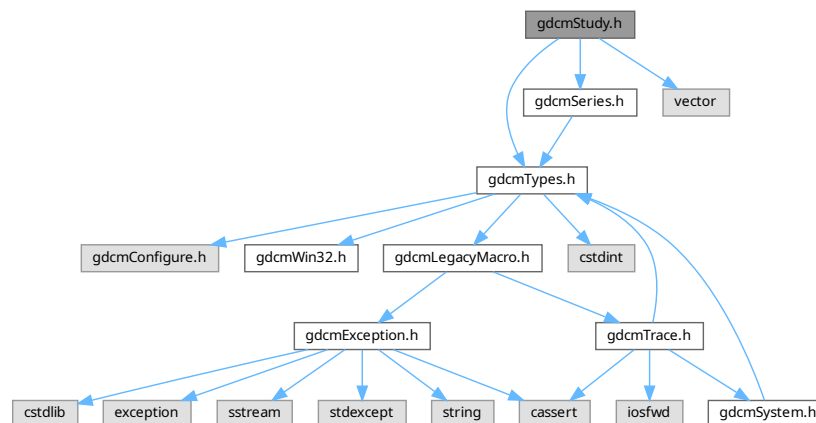 gdcmStudy.h
gdcmSeries.h
vector
gdcmTypes.h
gdcmConfigure.h
gdcmWin32.h
gdcmLegacyMacro.h
cstdint
gdcmException.h
gdcmTrace.h
cstdlib
exception
sstream
stdexcept
string
cassert
iosfwd
gdcmSystem.h